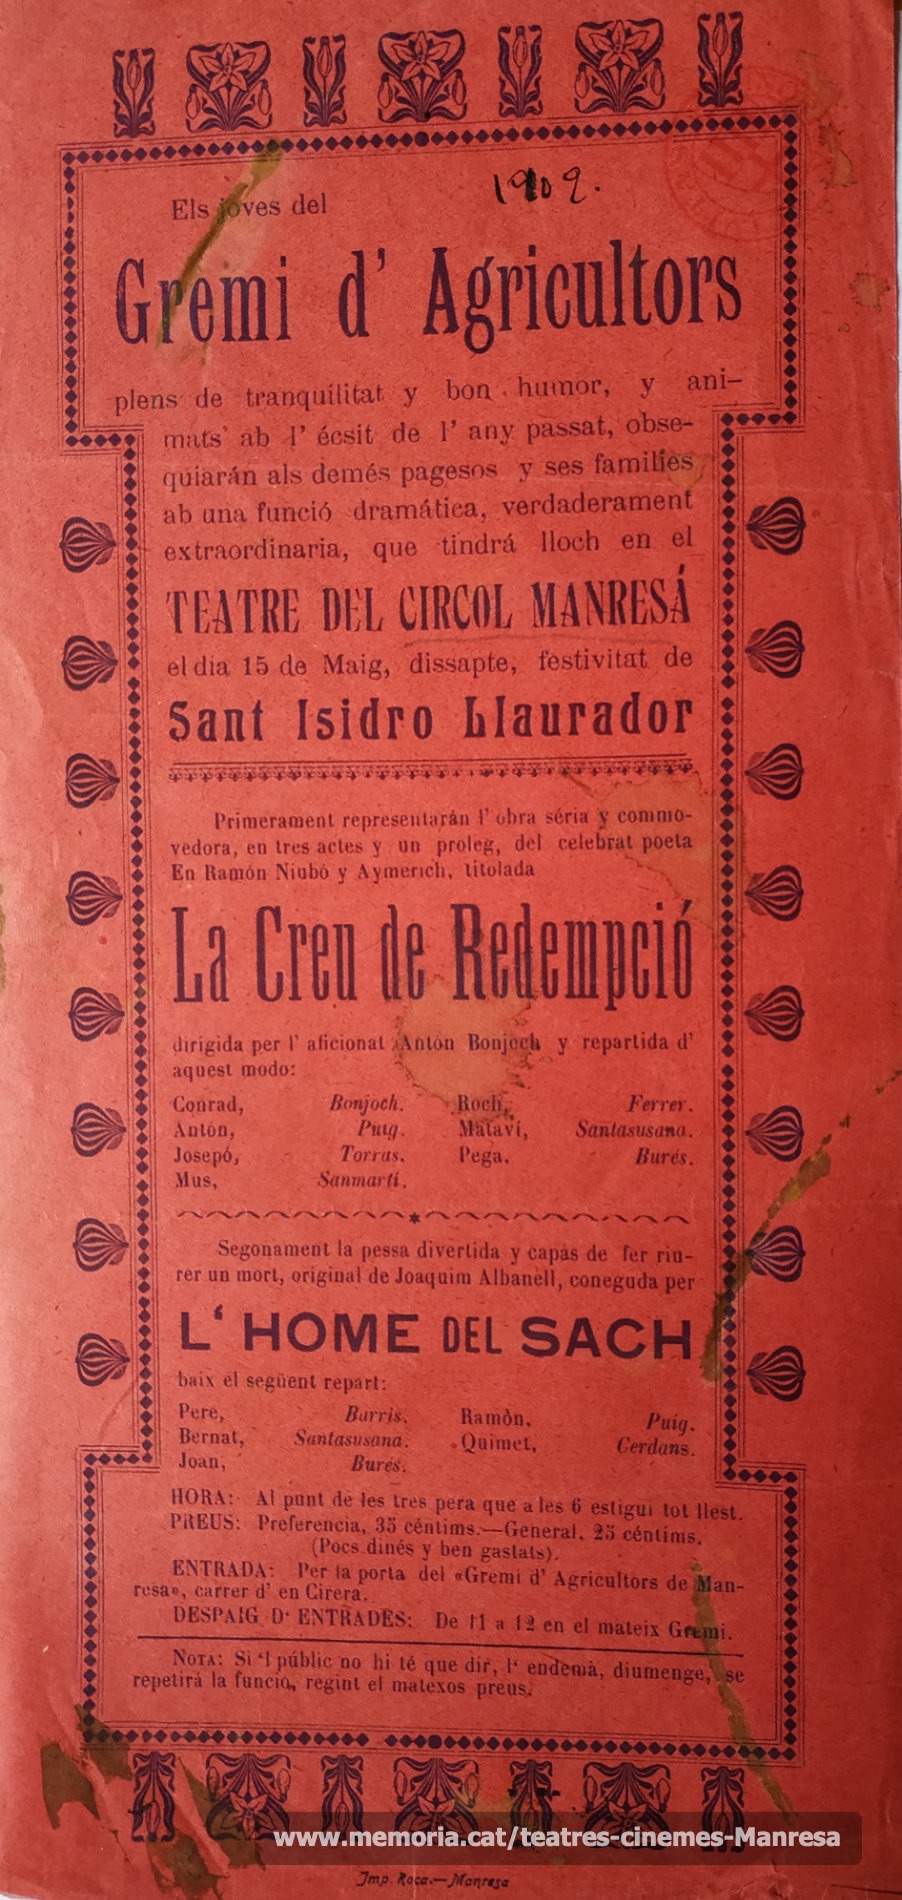 1909.
Els joves del
Gremi d' Agricultors
plens de tranquilitat y bon humor, y ani-
mats ab l' écsit de l' any passat, obse-
quiarán als demés pagesos y ses families
ab una funció dramática, verdaderament
extraordinaria, que tindrá lloch en el
TEATRE DEL CIRCOL MANRESÁ
el dia 15 de Maig, dissapte, festivitat de
Sant Isidro Llaurador
Primerament representarán l' obra séria y commo-
vedora, en tres actes y un proleg, del celebrat poeta
En Ramón Niubó y Aymerich, titolada
La Creu de Redempció
dirigida per l' aficionat Antón Bonjoch y repartida d'
aquest modo:
Conrad, Bonjoch. Roch, Ferrer.
Antón, Puig. Mataví, Santasusana.
Josepó, Torras. Pega, Burés.
Mus, Sanmartí.
Segonament la pessa divertida y capás de fer riu-
rer un mort, original de Joaquim Albanell, coneguda per
L' HOME DEL SACH
baix el següent repart:
Pere, Barris. Ramòn, Puig.
Bernat, Santasusana. Quimet, Cerdans.
Joan, Burés.
HORA: Al punt de les tres pera que a les 6 estigui tot llest.
PREUS: Preferencia, 35 céntims.—General, 25 céntims.
(Pocs dinés y ben gastats).
ENTRADA: Per la porta del «Gremi d' Agricultors de Man-
resa», carrer d' en Cirera.
DESPAIG D' ENTRADES: De 11 a 12 en el mateix Gremi.
NOTA: Si 'l públic no hi té que dir, l' endemà, diumenge, se
repetirá la funció, regint el matexos preus.
www.memoria.cat/teatres-cinemes-Manresa
Imp. Roca.—Manresa